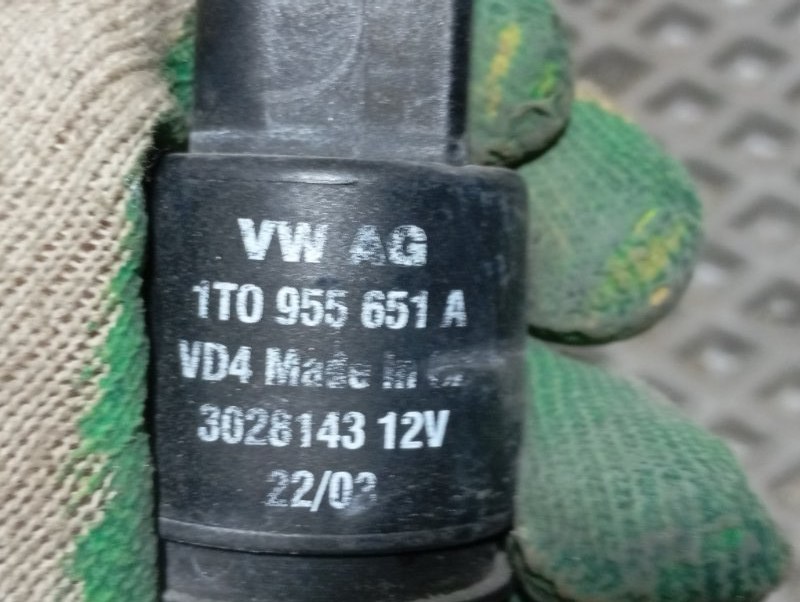 VW AG
1T0 955 651 A
VD4 Made in
3028143 12V
22/03